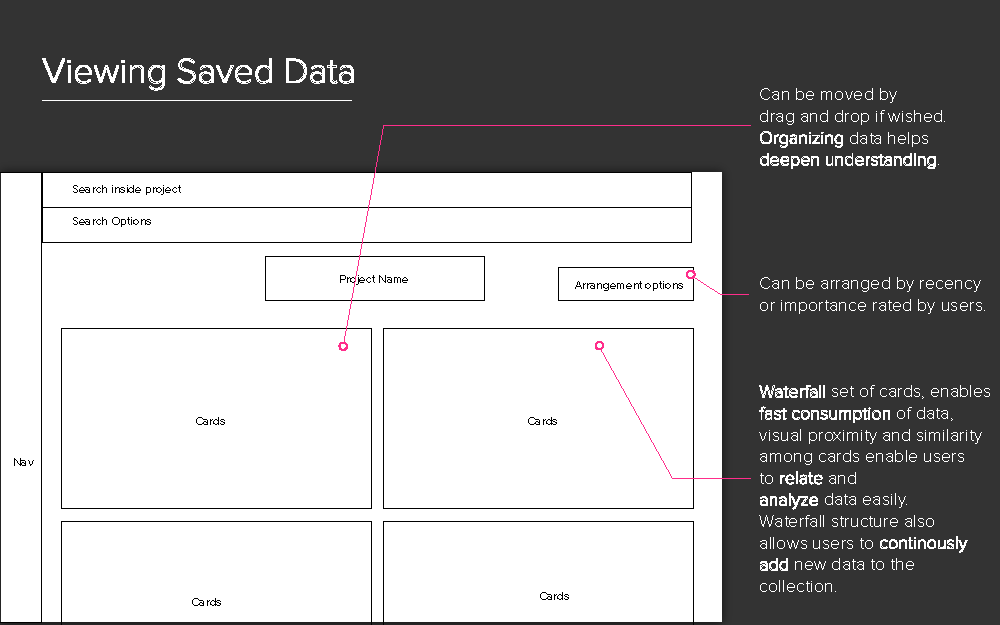 Viewing Saved Data
Can be moved by
drag and drop if wished.
Organizing data helps
deepen understanding.
Search inside project
Search Options
Project Name
Arrangement options
Can be arranged by recency
or importance rated by users.
Nav
Cards
Cards
Waterfall set of cards, enables
fast consumption of data,
visual proximity and similarity
among cards enable users
to relate and
analyze data easily.
Waterfall structure also
allows users to continously
add new data to the
collection.
Cards
Cards